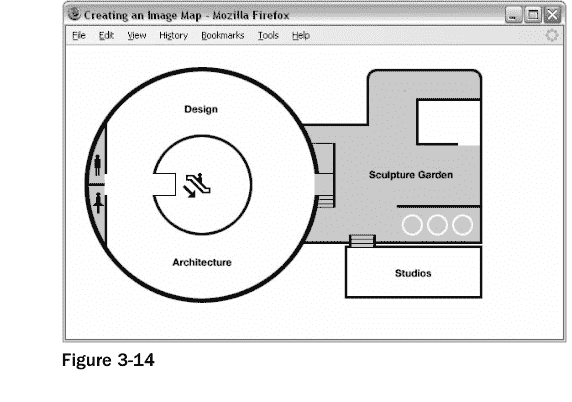 Creating an Image Map - Mozilla Firefox
File Edit View History Bookmarks Tools Help
Design
Sculpture Garden
Architecture
Studios
Figure 3-14